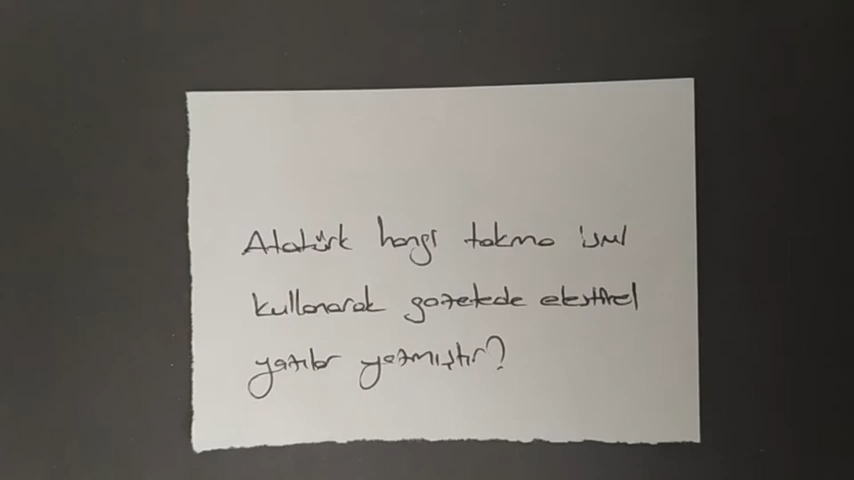 Atatürk hangi takma ismi
kullanarak gazetede eleştirel
yazılar yazmıştır?